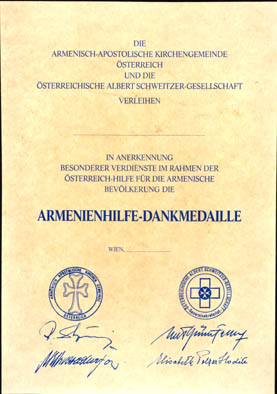 DIE
ARMENISCH-APOSTOLISCHE KIRCHENGEMEINDE
ÖSTERREICH
UND DIE
ÖSTERREICHISCHE ALBERT SCHWEITZER-GESELLSCHAFT
VERLEIHEN
IN ANERKENNUNG
BESONDERER VERDIENSTE IM RAHMEN DER
ÖSTERREICH-HILFE FÜR DIE ARMENISCHE
BEVÖLKERUNG DIE
ARMENIENHILFE-DANKMEDAILLE
WIEN,